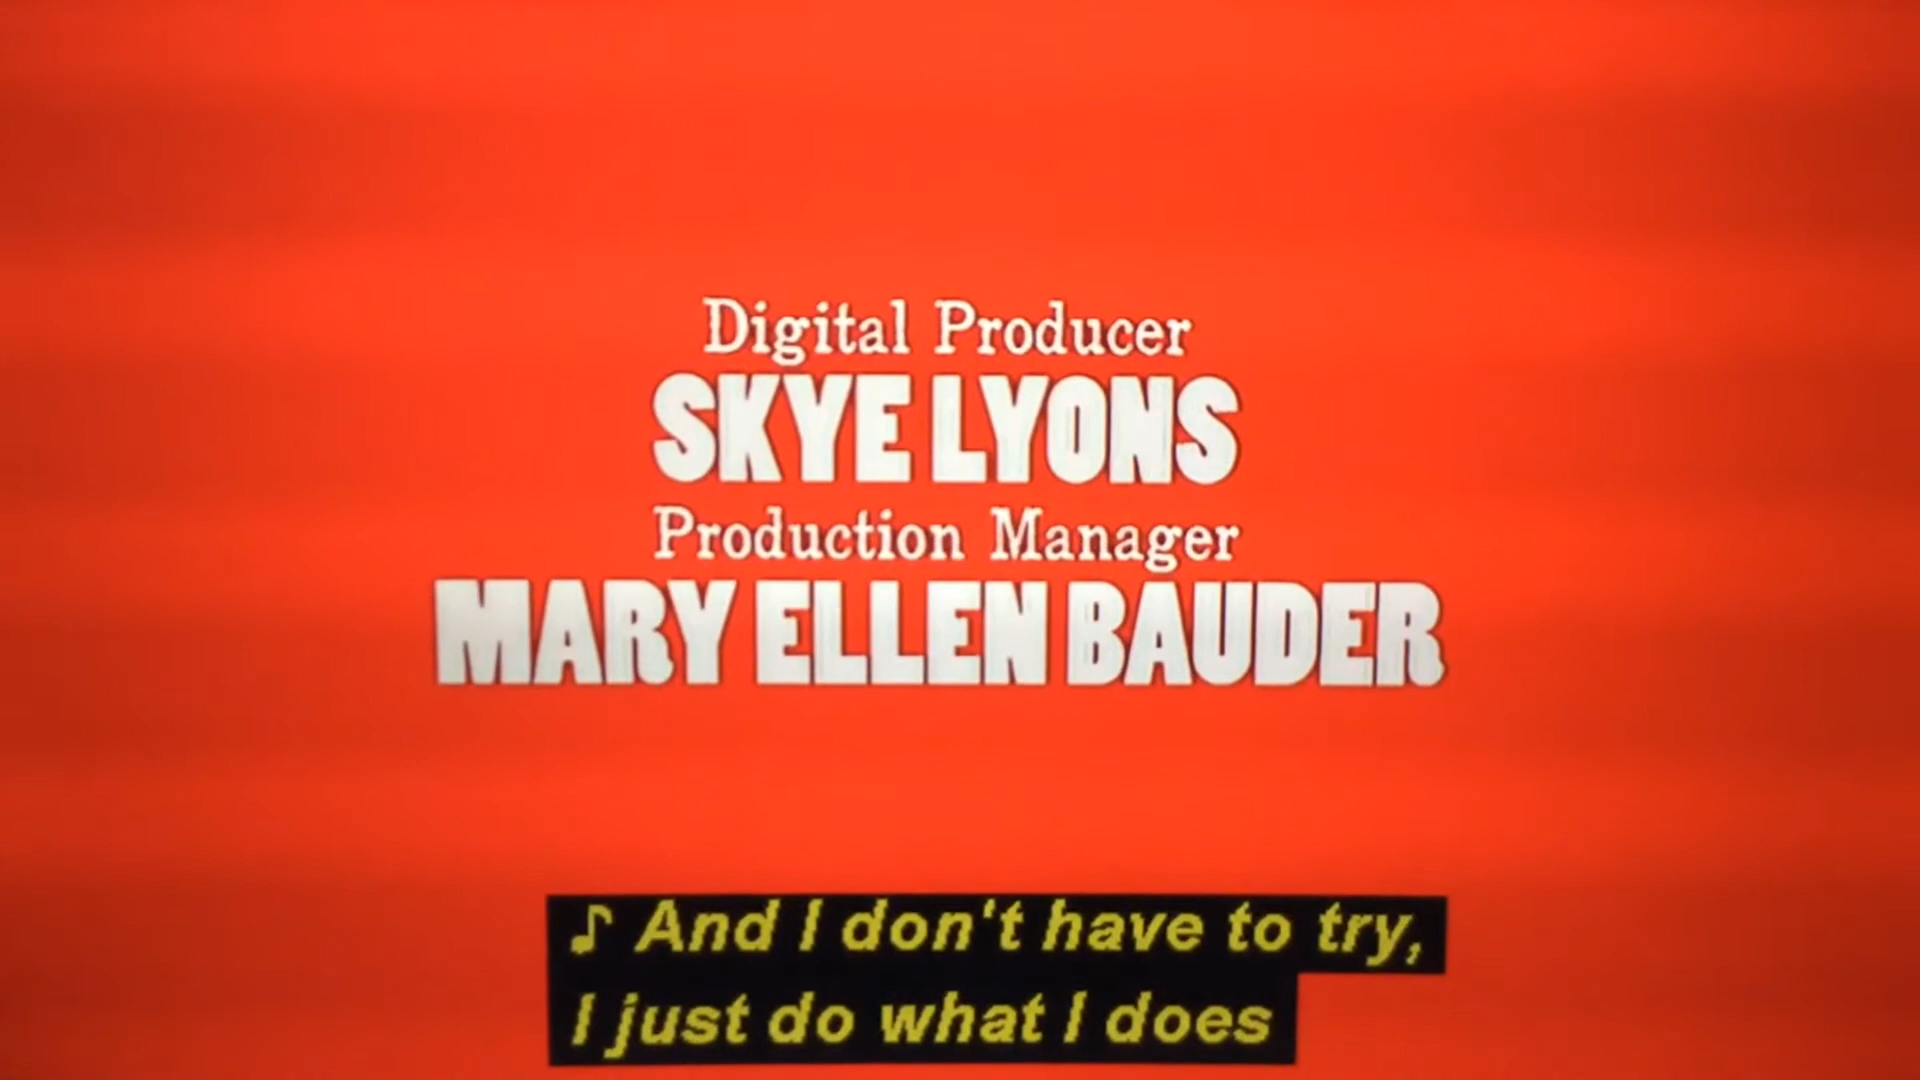 Digital Producer
SKYE LYONS
Production Manager
MARY ELLEN BAUDER
♪ And I don't have to try,
I just do what I does